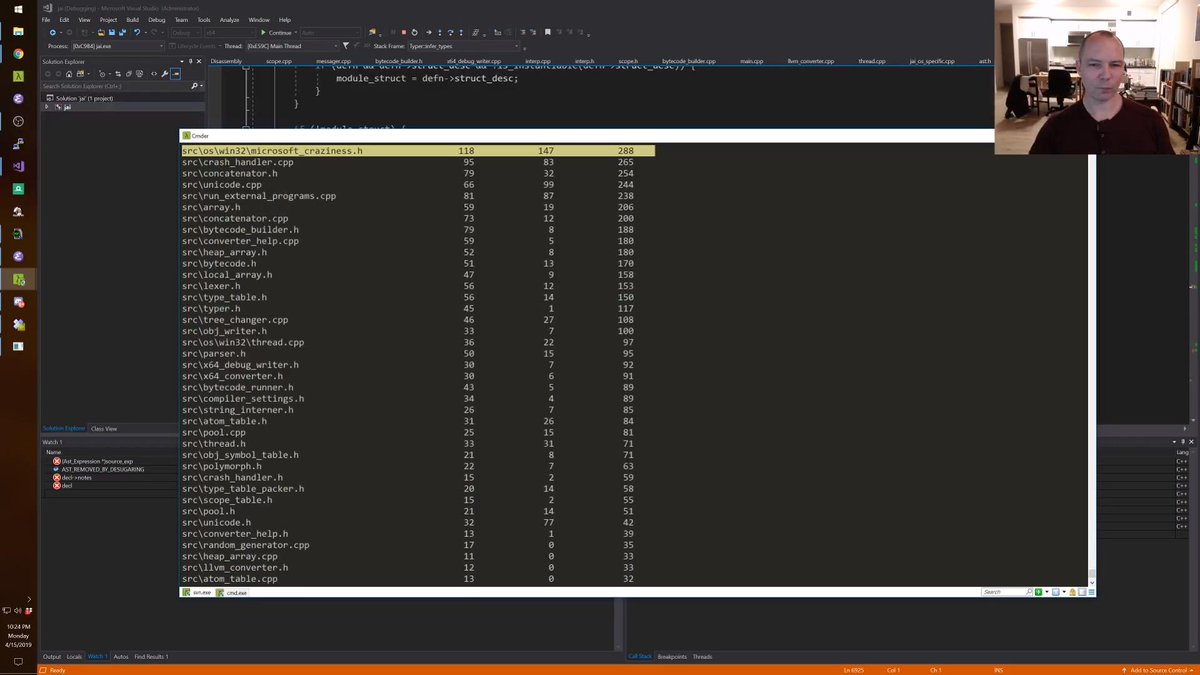 jai (Debugging) - Microsoft Visual Studio (Administrator)
File Edit View Project Build Debug Team Tools Analyze Window Help
Debug x64 Continue Auto
Process: [0xC984] jai.exe Lifecycle Events Thread: [0xE59C] Main Thread Stack Frame: Typer::infer_types
Solution Explorer
Disassembly scope.cpp messager.cpp bytecode_builder.h x64_debug_writer.cpp interp.cpp interp.h scope.h bytecode_builder.cpp main.cpp llvm_converter.cpp thread.cpp jai_os_specific.cpp ast.h
Search Solution Explorer (Ctrl+;)
Solution 'jai' (1 project)
jai
module_struct = defn->struct_desc;
}
}
Cmder
src\os\win32\microsoft_craziness.h 118 147 288
src\crash_handler.cpp 95 83 265
src\concatenator.h 79 32 254
src\unicode.cpp 66 99 244
src\run_external_programs.cpp 81 87 238
src\array.h 59 19 206
src\concatenator.cpp 73 12 200
src\bytecode_builder.h 79 8 188
src\converter_help.cpp 59 5 180
src\heap_array.h 52 8 180
src\bytecode.h 51 13 170
src\local_array.h 47 9 158
src\lexer.h 56 12 153
src\type_table.h 56 14 150
src\typer.h 45 1 117
src\tree_changer.cpp 46 27 108
src\obj_writer.h 33 7 100
src\os\win32\thread.cpp 36 22 97
src\parser.h 50 15 95
src\x64_debug_writer.h 30 7 92
src\x64_converter.h 30 6 91
src\bytecode_runner.h 43 5 89
src\compiler_settings.h 34 4 89
src\string_interner.h 26 7 85
src\atom_table.h 31 26 84
src\pool.cpp 25 15 81
src\thread.h 33 31 71
src\obj_symbol_table.h 21 8 71
src\polymorph.h 22 7 63
src\crash_handler.h 15 2 59
src\type_table_packer.h 20 14 58
src\scope_table.h 15 2 55
src\pool.h 21 14 51
src\unicode.h 32 77 42
src\converter_help.h 13 1 39
src\random_generator.cpp 17 0 35
src\heap_array.cpp 11 0 33
src\llvm_converter.h 12 0 33
src\atom_table.cpp 13 0 32
svn.exe cmd.exe Search
Solution Explorer Class View
Watch 1
Name Lang
(Ast_Expression *)source_exp C++
AST_REMOVED_BY_DESUGARING C++
decl->notes C++
decl C++
C++
C++
C++
C++
C++
10:24 PM
Monday
4/15/2019
Output Locals Watch 1 Autos Find Results 1 Call Stack Breakpoints Threads
Ready Ln 6925 Col 1 Ch 1 INS Add to Source Control